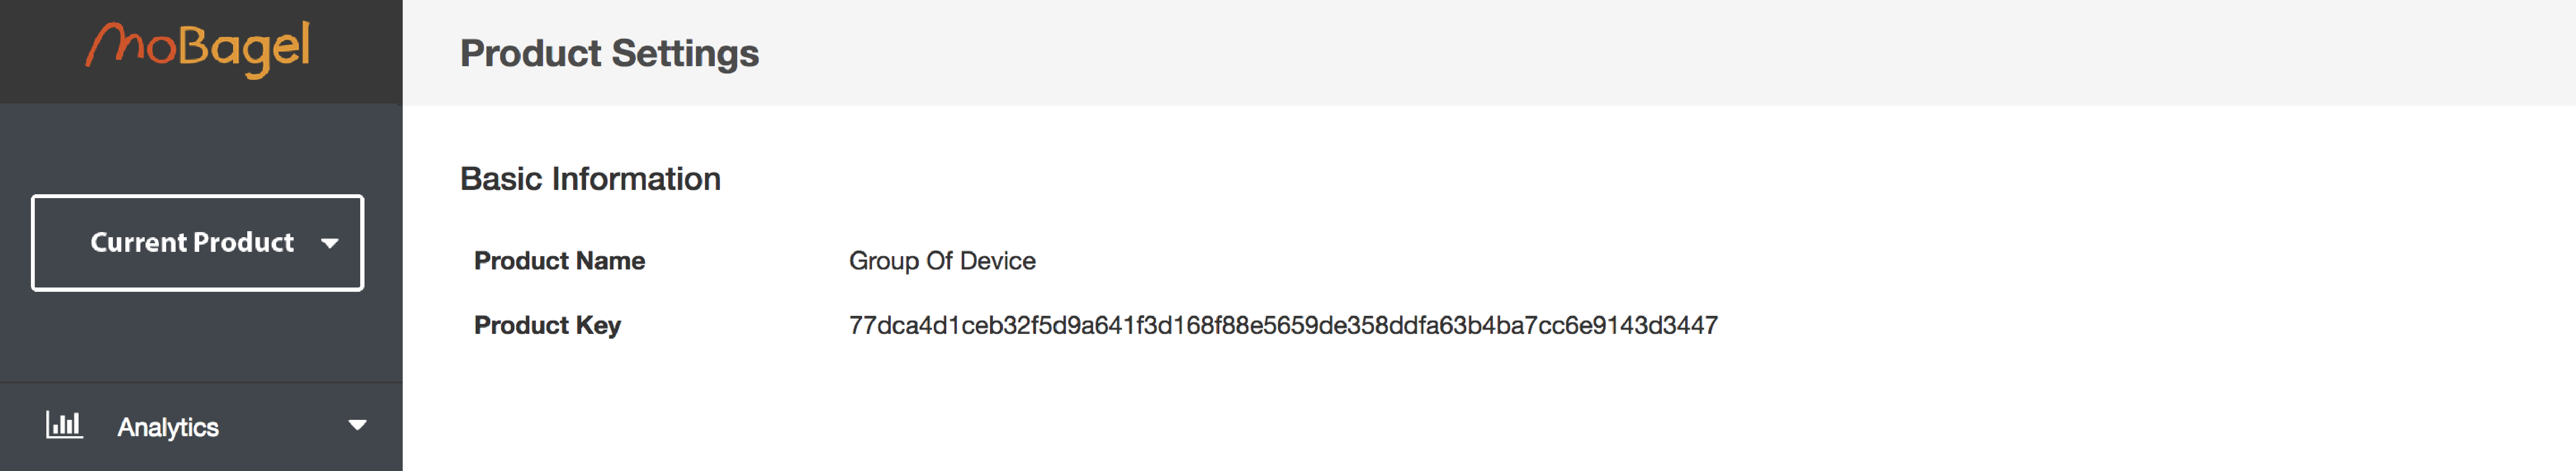 MoBagel
Product Settings
Current Product
Basic Information
Product Name Group Of Device
Product Key 77dca4d1ceb32f5d9a641f3d168f88e5659de358ddfa63b4ba7cc6e9143d3447
Analytics